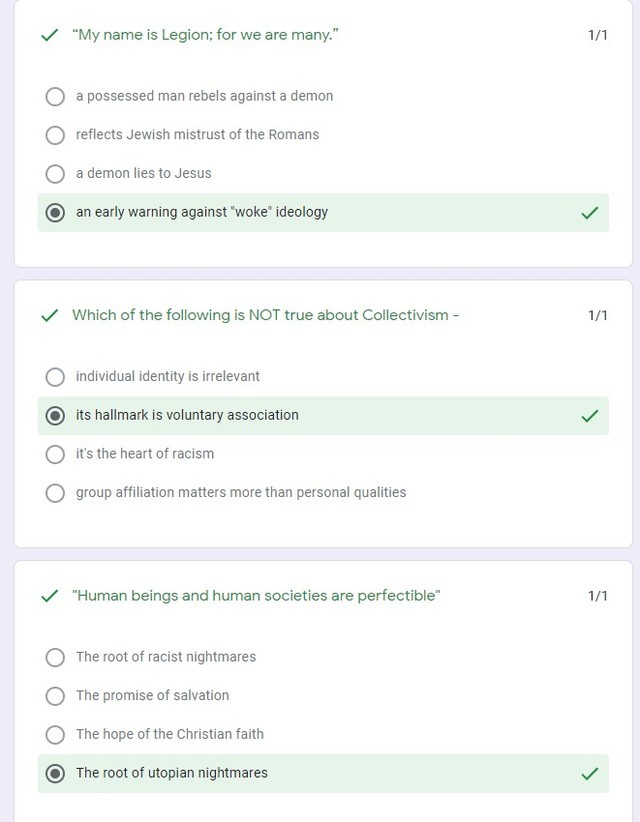 “My name is Legion; for we are many.” 1/1
a possessed man rebels against a demon
reflects Jewish mistrust of the Romans
a demon lies to Jesus
an early warning against "woke" ideology
Which of the following is NOT true about Collectivism - 1/1
individual identity is irrelevant
its hallmark is voluntary association
it's the heart of racism
group affiliation matters more than personal qualities
"Human beings and human societies are perfectible" 1/1
The root of racist nightmares
The promise of salvation
The hope of the Christian faith
The root of utopian nightmares